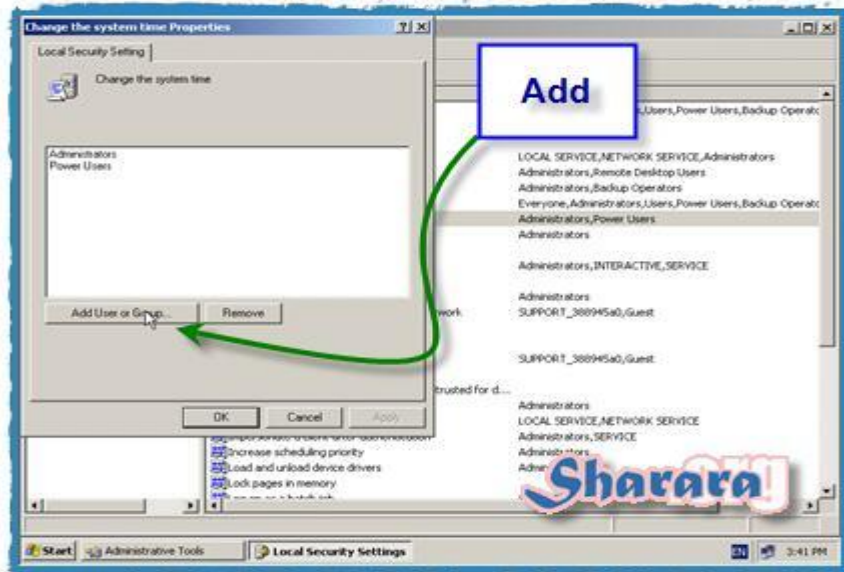 Change the system time Properties
Local Security Setting
Change the system time
Administrators
Power Users
Add User or Group...
Remove
OK
Cancel
Apply
Add
,Users,Power Users,Backup Operato
LOCAL SERVICE,NETWORK SERVICE,Administrators
Administrators,Remote Desktop Users
Administrators,Backup Operators
Everyone,Administrators,Users,Power Users,Backup Operato
Administrators,Power Users
Administrators
Administrators,INTERACTIVE,SERVICE
Administrators
work
SUPPORT_388945a0,Guest
SUPPORT_388945a0,Guest
trusted for d....
Administrators
LOCAL SERVICE,NETWORK SERVICE
Administrators,SERVICE
Increase scheduling priority
Administrators
Load and unload device drivers
Lock pages in memory
Sharara
.org
Start
Administrative Tools
Local Security Settings
EN
3:41 PM